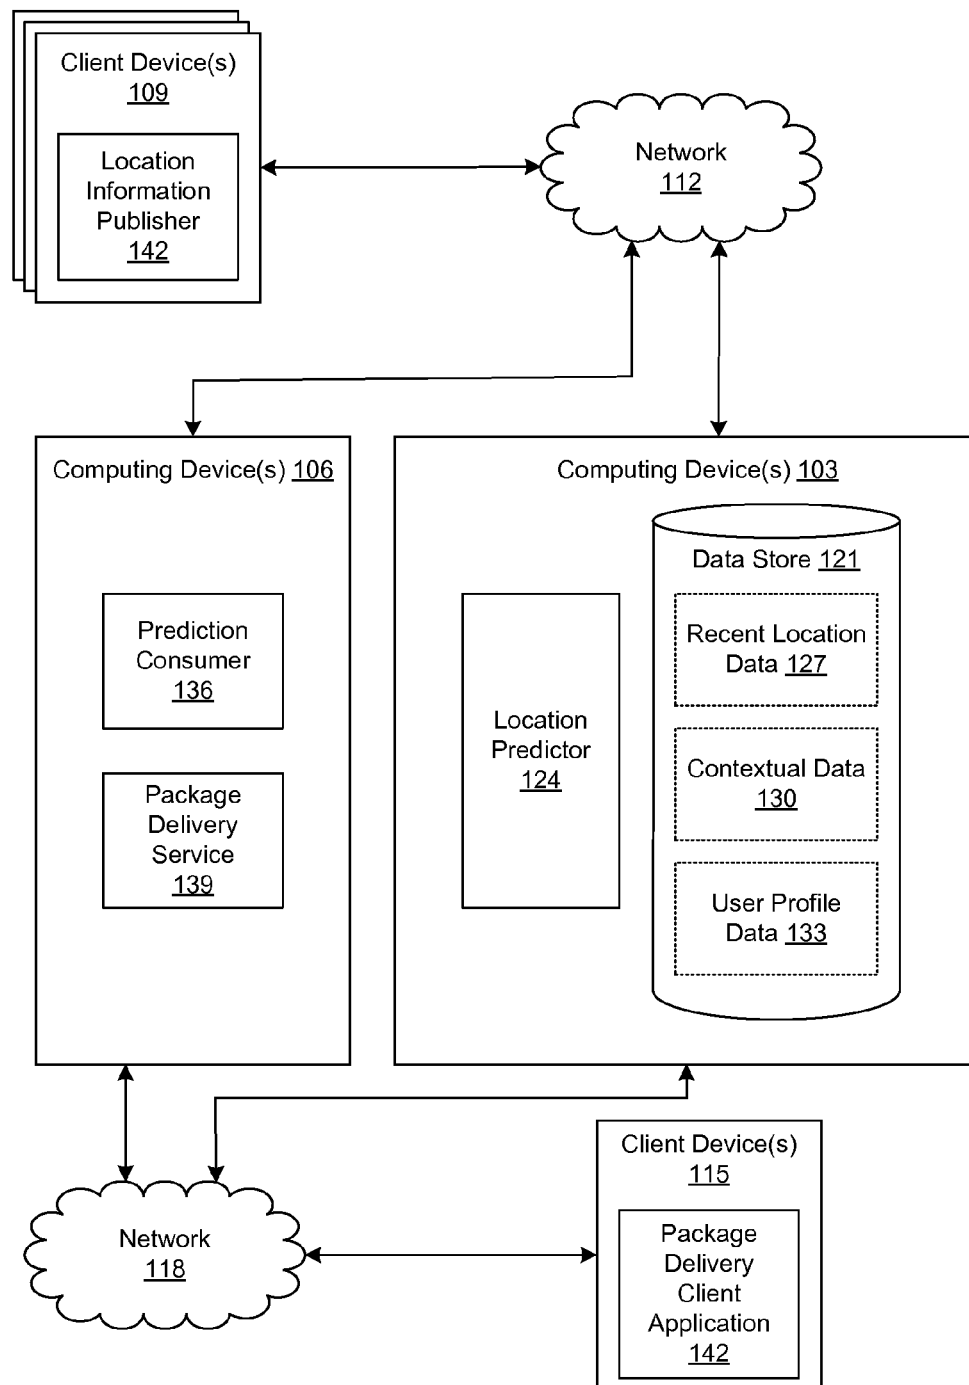 Client Device(s)
109
Location
Information
Publisher
142
Network
112
Computing Device(s) 106
Prediction
Consumer
136
Package
Delivery
Service
139
Computing Device(s) 103
Location
Predictor
124
Data Store 121
Recent Location
Data 127
Contextual Data
130
User Profile
Data 133
Network
118
Client Device(s)
115
Package
Delivery
Client
Application
142